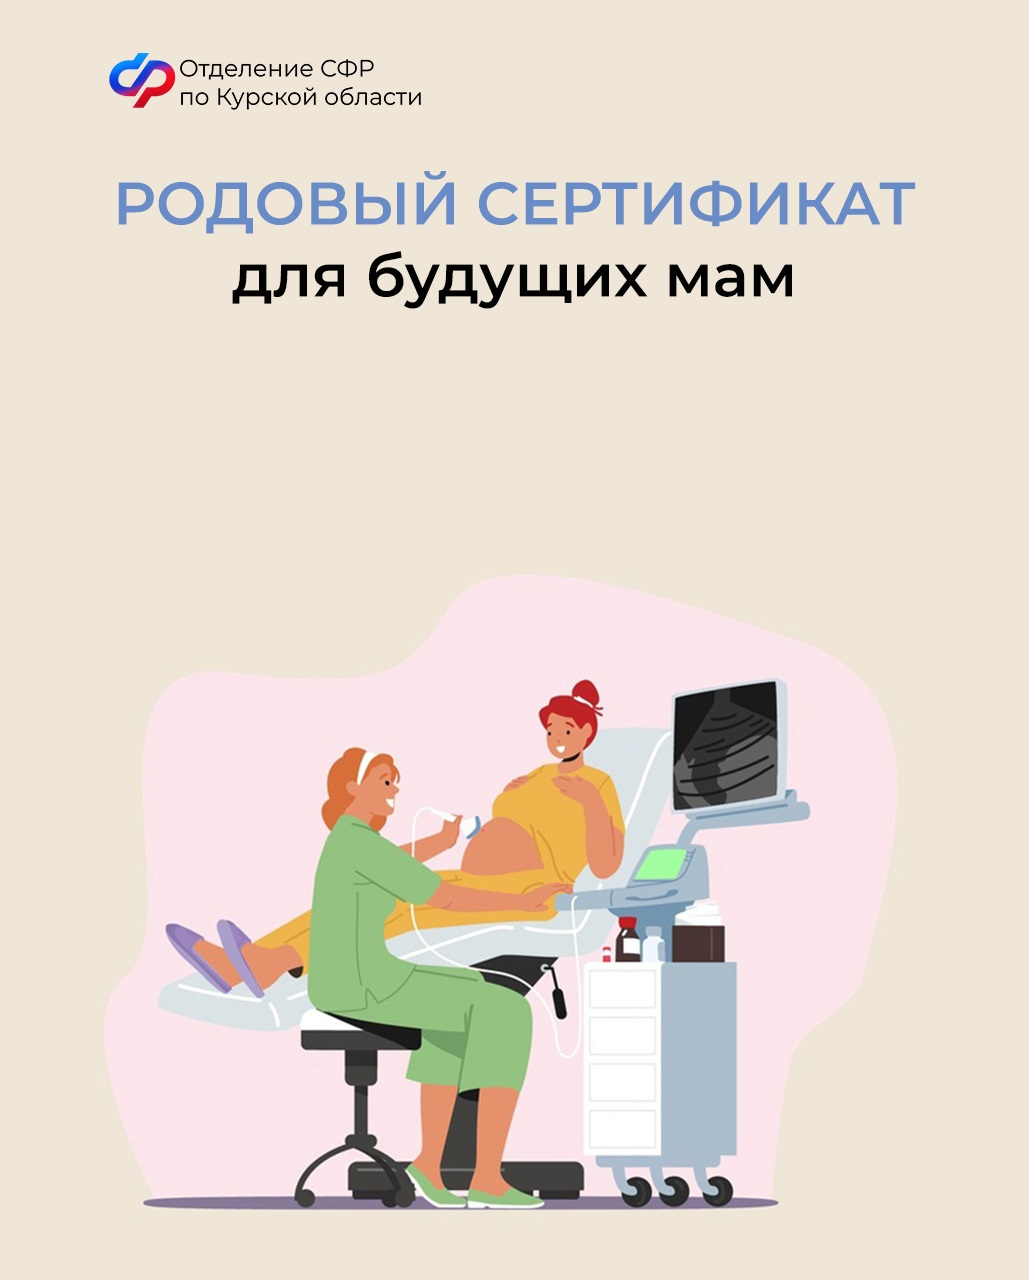 Отделение СФР
по Курской области
РОДОВЫЙ СЕРТИФИКАТ
для будущих мам